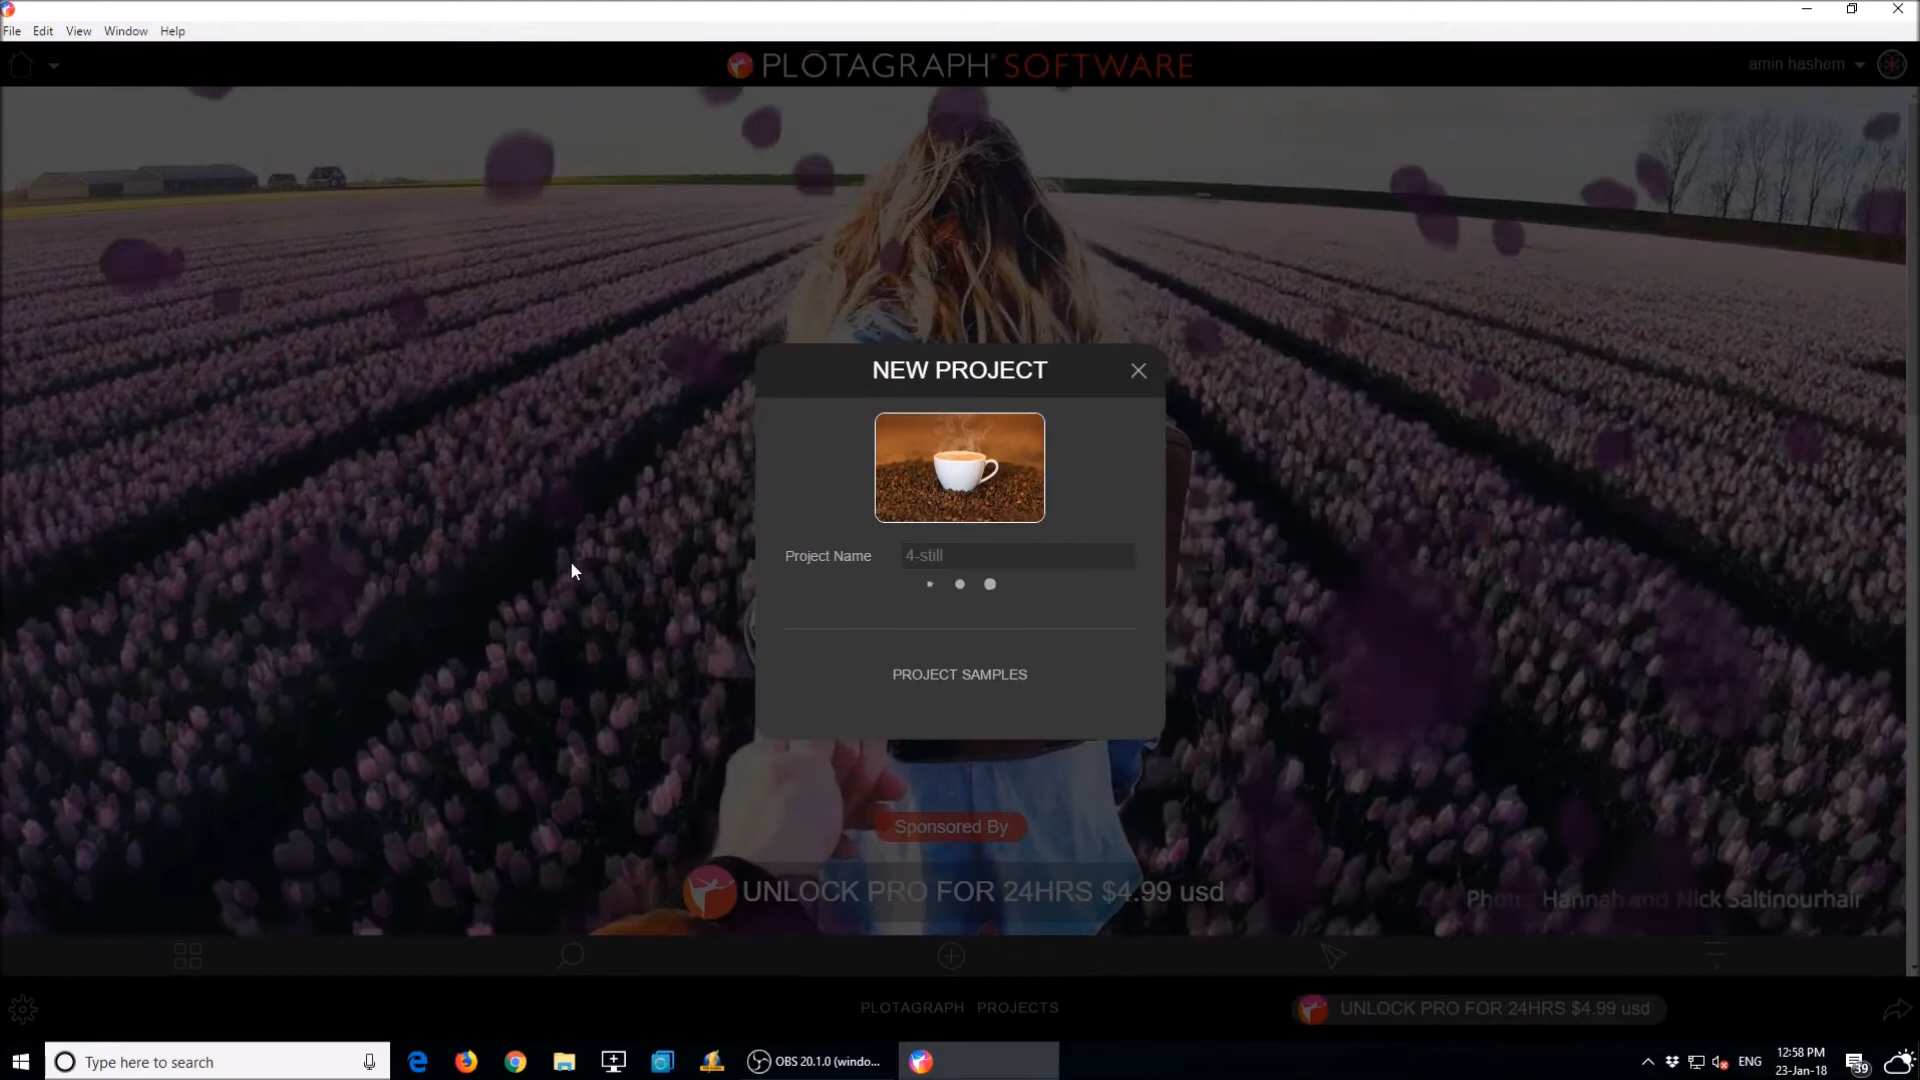 File Edit View Window Help
PLŌTAGRAPH® SOFTWARE
amin hashem
NEW PROJECT
Project Name 4-still
PROJECT SAMPLES
Sponsored By
UNLOCK PRO FOR 24HRS $4.99 usd
Hannah and Nick Saltinourhair
PLOTAGRAPH PROJECTS
UNLOCK PRO FOR 24HRS $4.99 usd
Type here to search
OBS 20.1.0 (windo...
ENG
12:58 PM
23-Jan-18
39